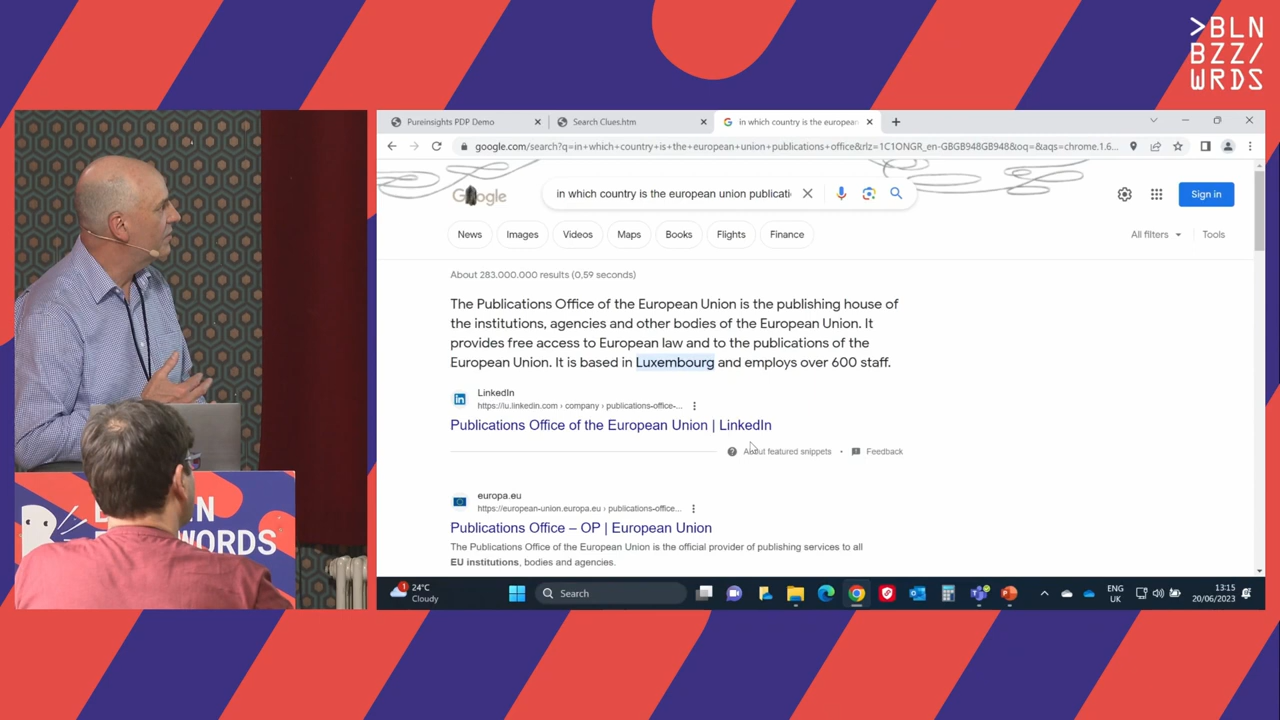 >BLN
BZZ/
WRDS
Pureinsights PDP Demo
Search Clues.htm
in which country is the european
google.com/search?q=in+which+country+is+the+european+union+publications+office&rlz=1C1ONGR_en-GBGB948GB948&oq=&aqs=chrome.1.6...
Google
in which country is the european union publicati
Sign in
News
Images
Videos
Maps
Books
Flights
Finance
All filters
Tools
About 283.000.000 results (0,59 seconds)
The Publications Office of the European Union is the publishing house of
the institutions, agencies and other bodies of the European Union. It
provides free access to European law and to the publications of the
European Union. It is based in Luxembourg and employs over 600 staff.
LinkedIn
https://lu.linkedin.com › company › publications-office-...
Publications Office of the European Union | LinkedIn
About featured snippets
Feedback
europa.eu
https://european-union.europa.eu › publications-office...
Publications Office – OP | European Union
The Publications Office of the European Union is the official provider of publishing services to all
EU institutions, bodies and agencies.
1
24°C
Cloudy
Search
ENG
UK
13:15
20/06/2023
WORDS